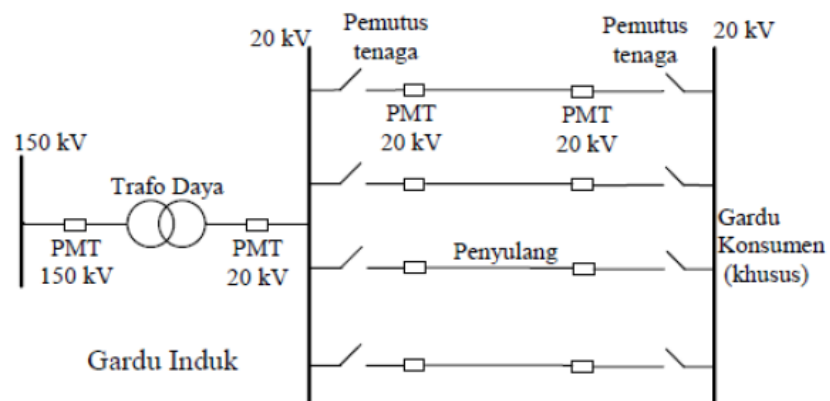 20 kV
Pemutus
tenaga
Pemutus
tenaga
20 kV
PMT
20 kV
PMT
20 kV
150 kV
Trafo Daya
PMT
150 kV
PMT
20 kV
Penyulang
Gardu
Konsumen
(khusus)
Gardu Induk